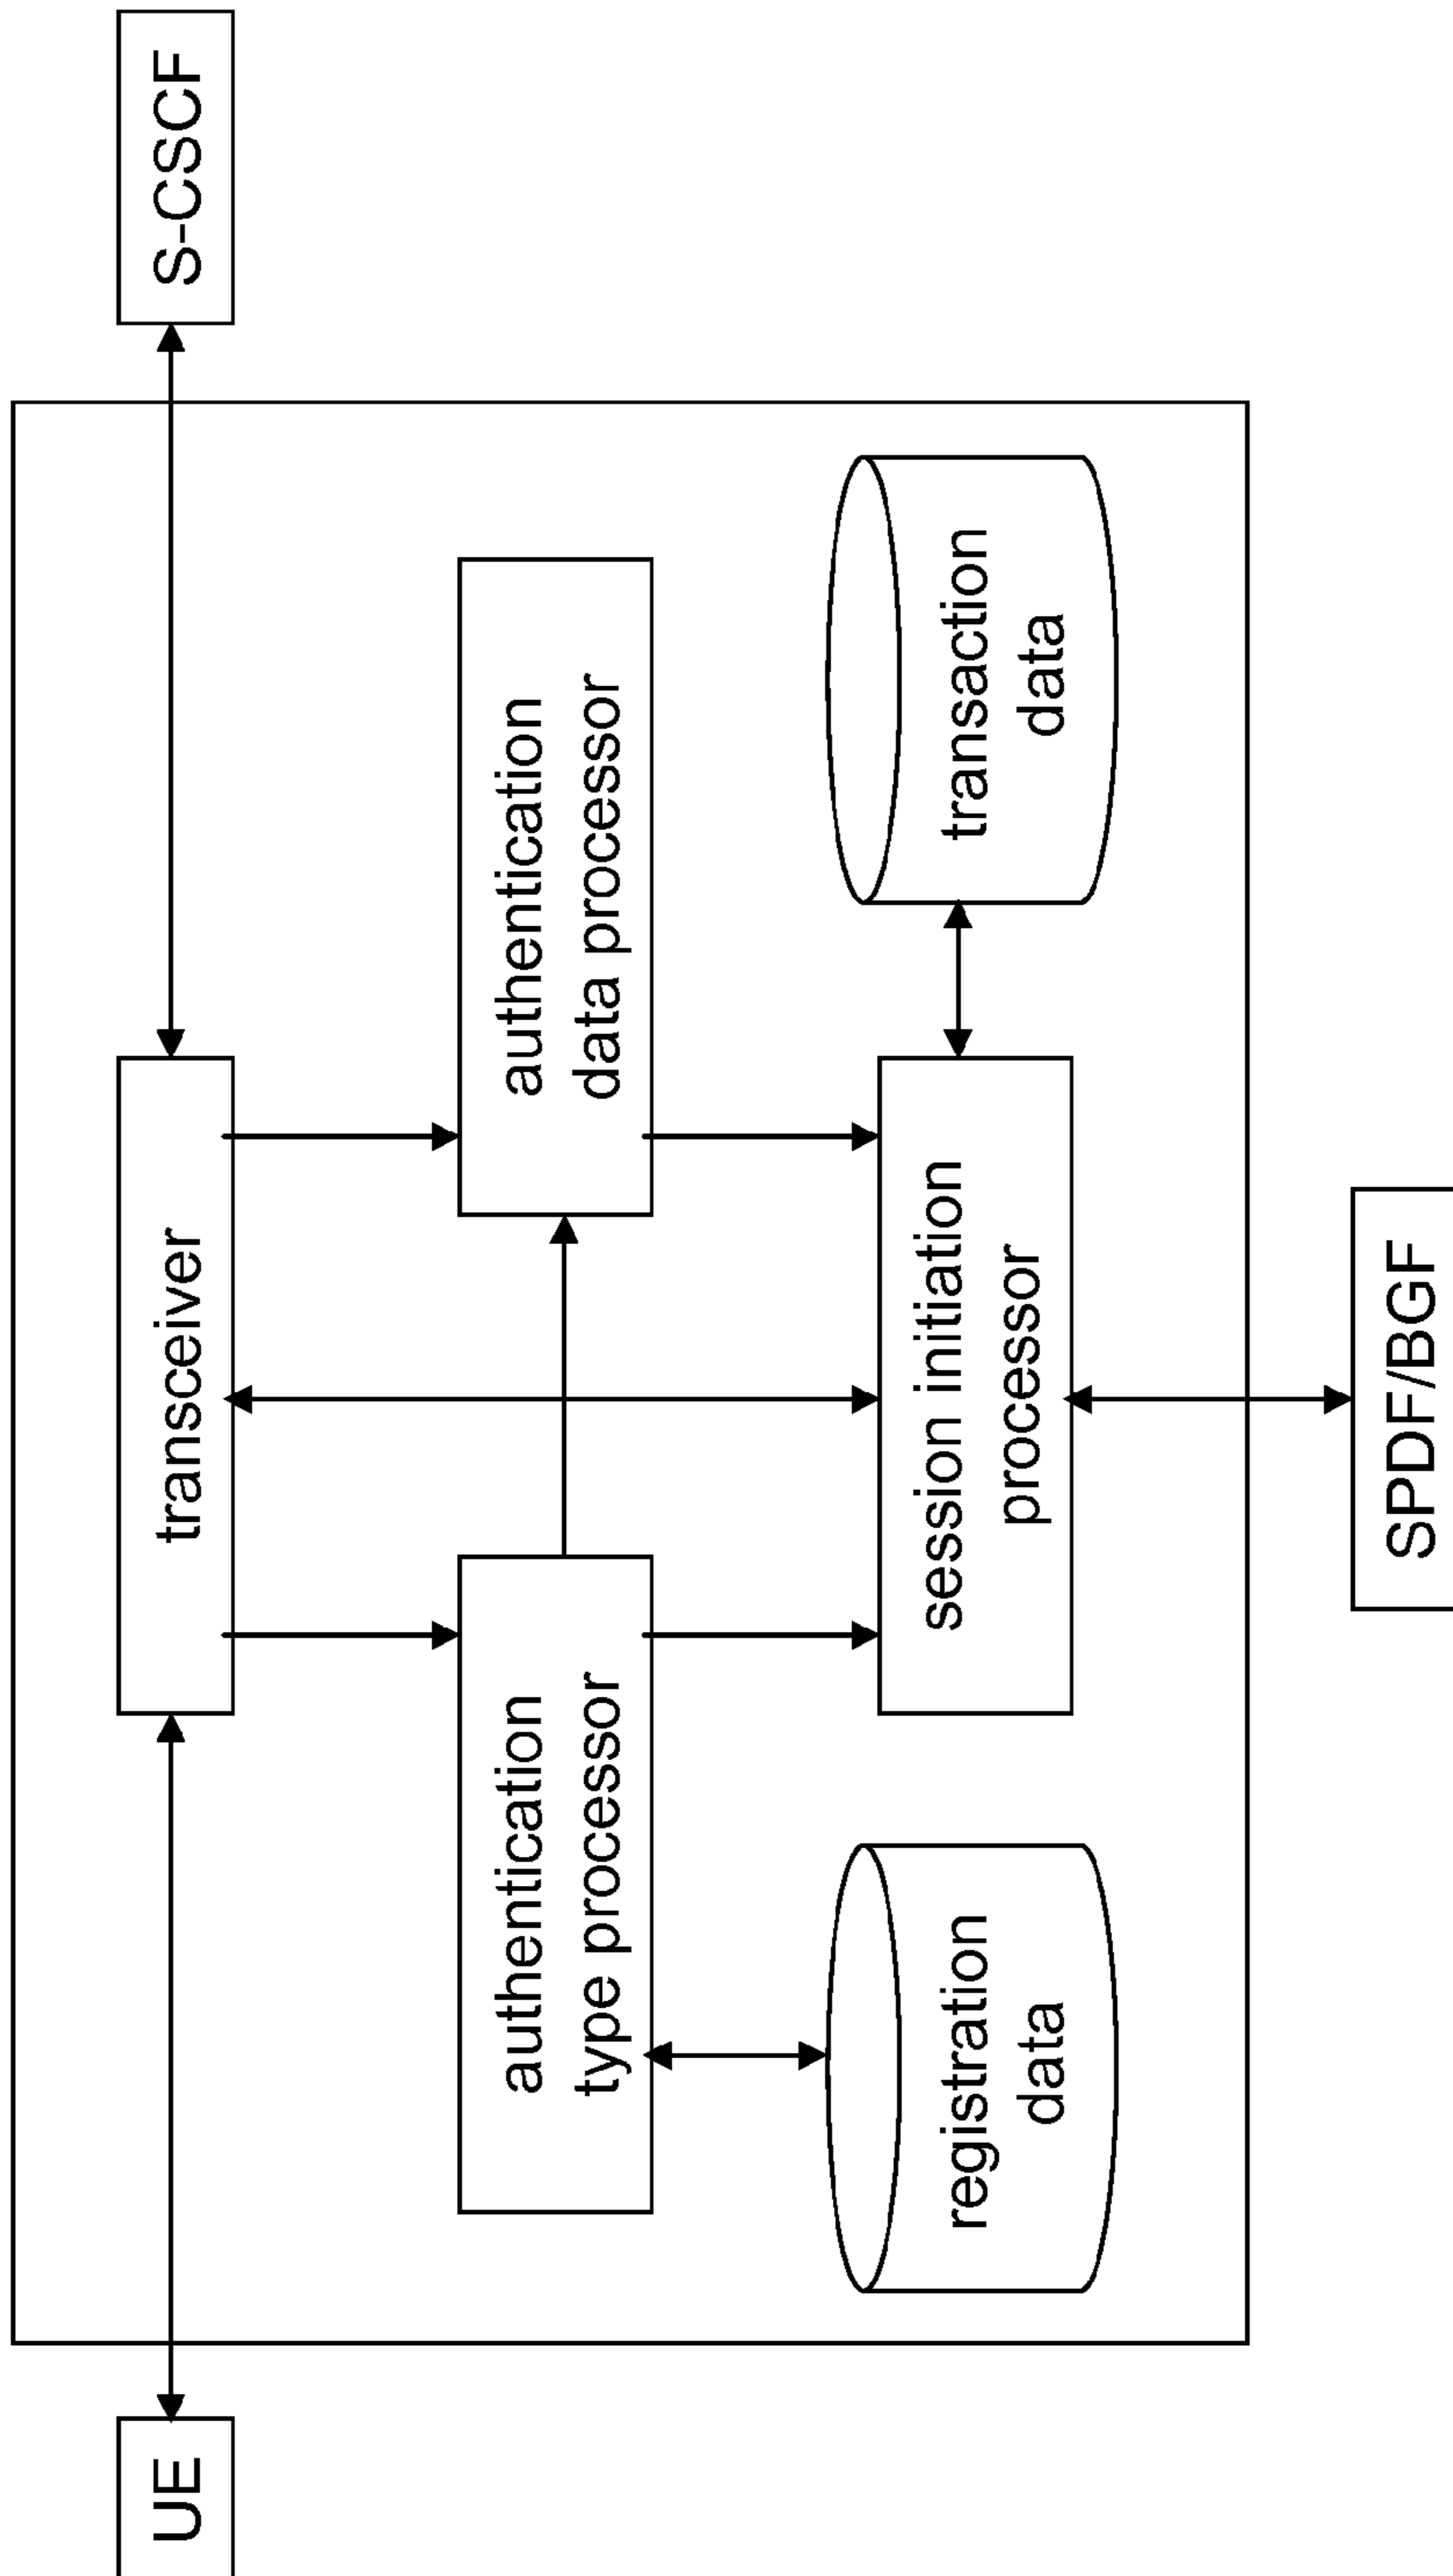 UE
transceiver
S-CSCF
authentication
type processor
authentication
data processor
registration
data
session initiation
processor
transaction
data
SPDF/BGF